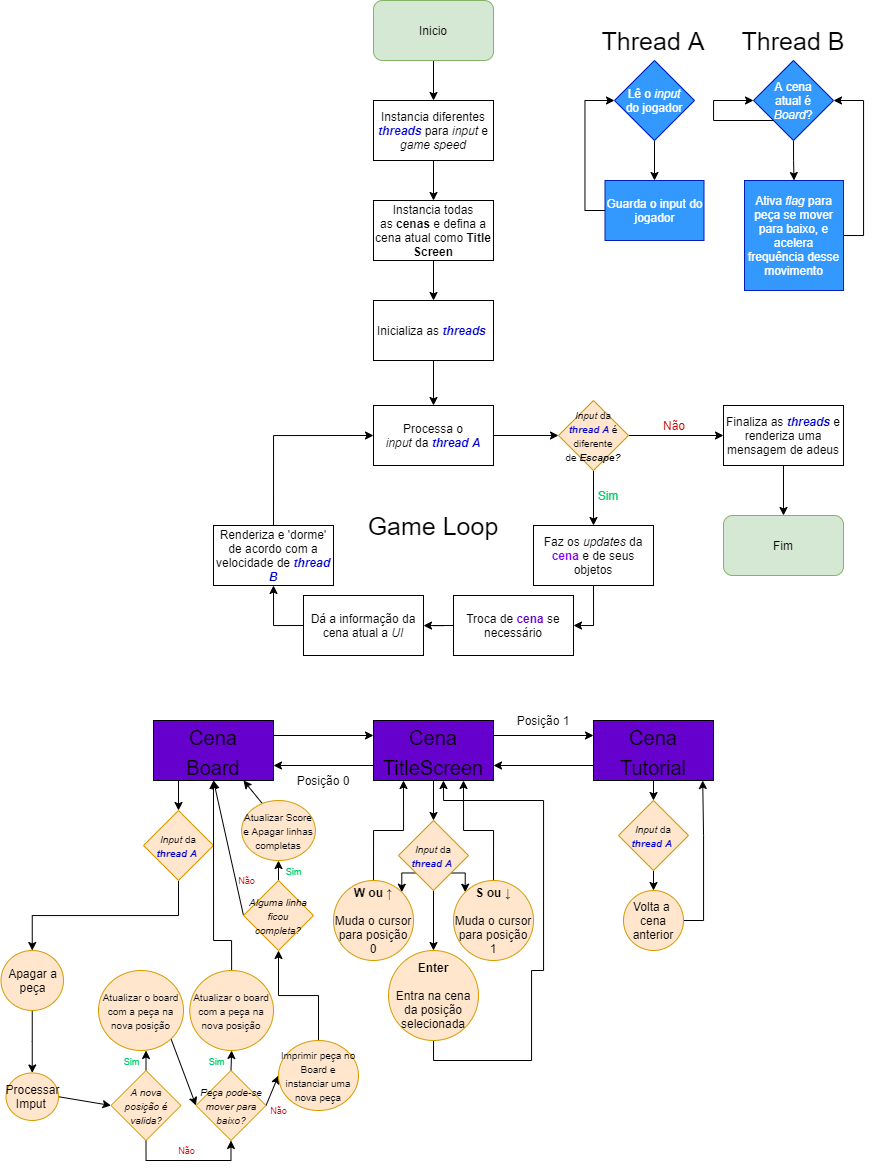 Inicio
Thread A
Thread B
Instancia diferentes
threads para input e
game speed
Lê o input
do jogador
A cena
atual é
Board?
Instancia todas
as cenas e defina a
cena atual como Title
Screen
Guarda o input do
jogador
Ativa flag para
peça se mover
para baixo, e
acelera
frequência desse
movimento
Inicializa as threads
Processa o
input da thread A
Input da
thread A é
diferente
de Escape?
Não
Finaliza as threads e
renderiza uma
mensagem de adeus
Sim
Game Loop
Renderiza e 'dorme'
de acordo com a
velocidade de thread
B
Faz os updates da
cena e de seus
objetos
Fim
Dá a informação da
cena atual a UI
Troca de cena se
necessário
Cena
Board
Cena
TitleScreen
Posição 1
Posição 0
Cena
Tutorial
Input da
thread A
Atualizar Score
e Apagar linhas
completas
Input da
thread A
Input da
thread A
Sim
Não
Alguma linha
ficou
completa?
W ou ↑
Muda o cursor
para posição
0
S ou ↓
Muda o cursor
para posição
1
Volta a
cena
anterior
Apagar a
peça
Atualizar o board
com a peça na
nova posição
Atualizar o board
com a peça na
nova posição
Enter
Entra na cena
da posição
selecionada
Imprimir peça no
Board e
instanciar uma
nova peça
Sim
Sim
Processar
Imput
A nova
posição é
valida?
Peça pode-se
mover para
baixo?
Não
Não